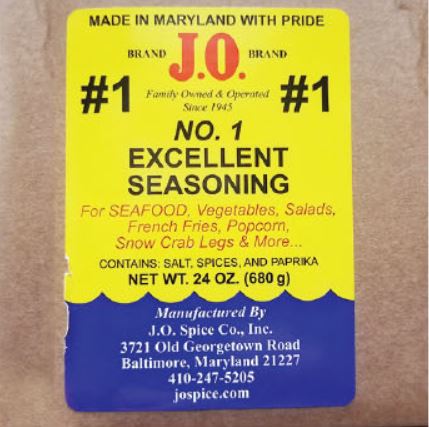 MADE IN MARYLAND WITH PRIDE
BRAND J.O. BRAND
#1 Family Owned & Operated #1
Since 1945
NO. 1
EXCELLENT
SEASONING
For SEAFOOD, Vegetables, Salads,
French Fries, Popcorn,
Snow Crab Legs & More...
CONTAINS: SALT, SPICES, AND PAPRIKA
NET WT. 24 OZ. (680 g)
Manufactured By
J.O. Spice Co., Inc.
3721 Old Georgetown Road
Baltimore, Maryland 21227
410-247-5205
jospice.com